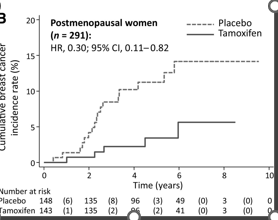 B
20
Postmenopausal women
(n = 291):
HR, 0.30; 95% CI, 0.11–0.82
Placebo
Tamoxifen
Cumulative breast cancer
incidence rate (%)
15
10
5
0
0 2 4 6 8 10
Time (years)
Number at risk
Placebo 148 (6) 135 (8) 96 (3) 49 (0) 3 (0) 0
Tamoxifen 143 (1) 135 (2) (2) 41 (0) 3 (0)